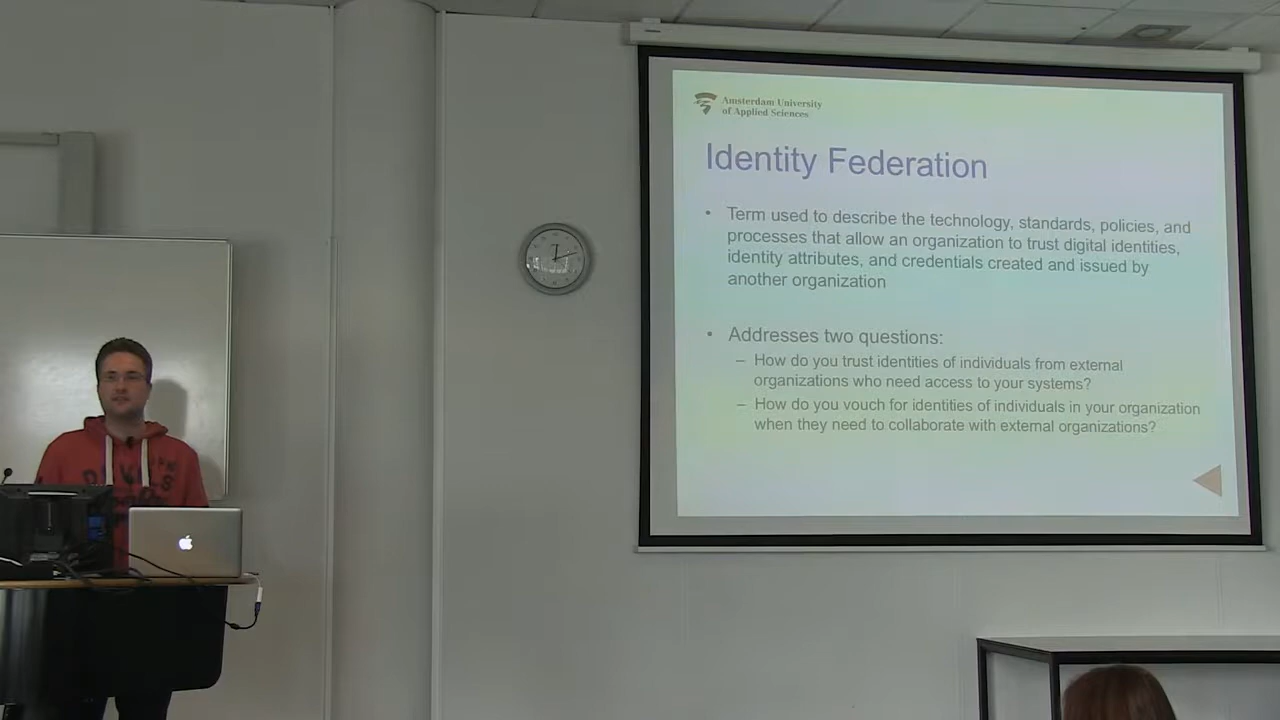 Amsterdam University
of Applied Sciences
Identity Federation
• Term used to describe the technology, standards, policies, and
processes that allow an organization to trust digital identities,
identity attributes, and credentials created and issued by
another organization
• Addresses two questions:
– How do you trust identities of individuals from external
organizations who need access to your systems?
– How do you vouch for identities of individuals in your organization
when they need to collaborate with external organizations?